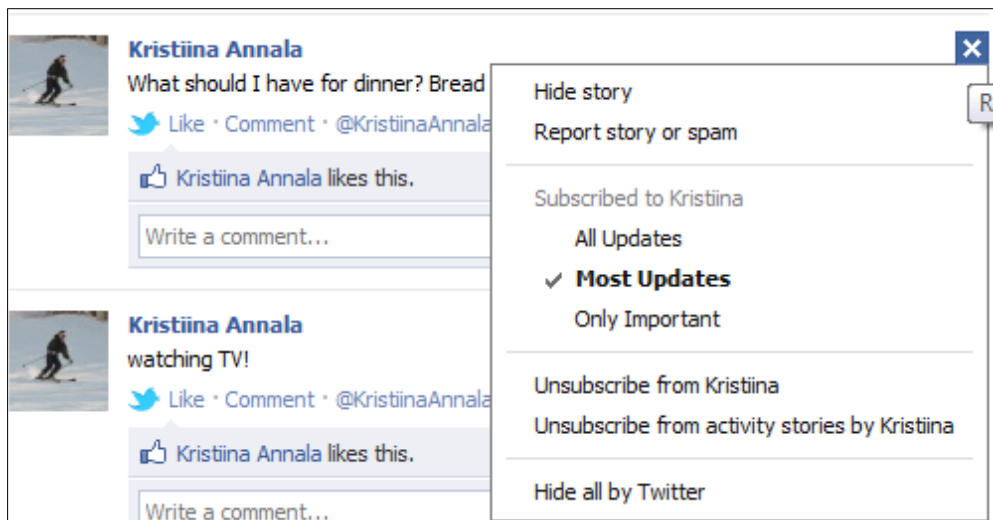 Kristiina Annala
What should I have for dinner? Bread
Like · Comment · @KristiinaAnnala
Kristiina Annala likes this.
Write a comment...
Kristiina Annala
watching TV!
Like · Comment · @KristiinaAnnala
Kristiina Annala likes this.
Write a comment...
Hide story
Report story or spam
R
Subscribed to Kristiina
All Updates
Most Updates
Only Important
Unsubscribe from Kristiina
Unsubscribe from activity stories by Kristiina
Hide all by Twitter